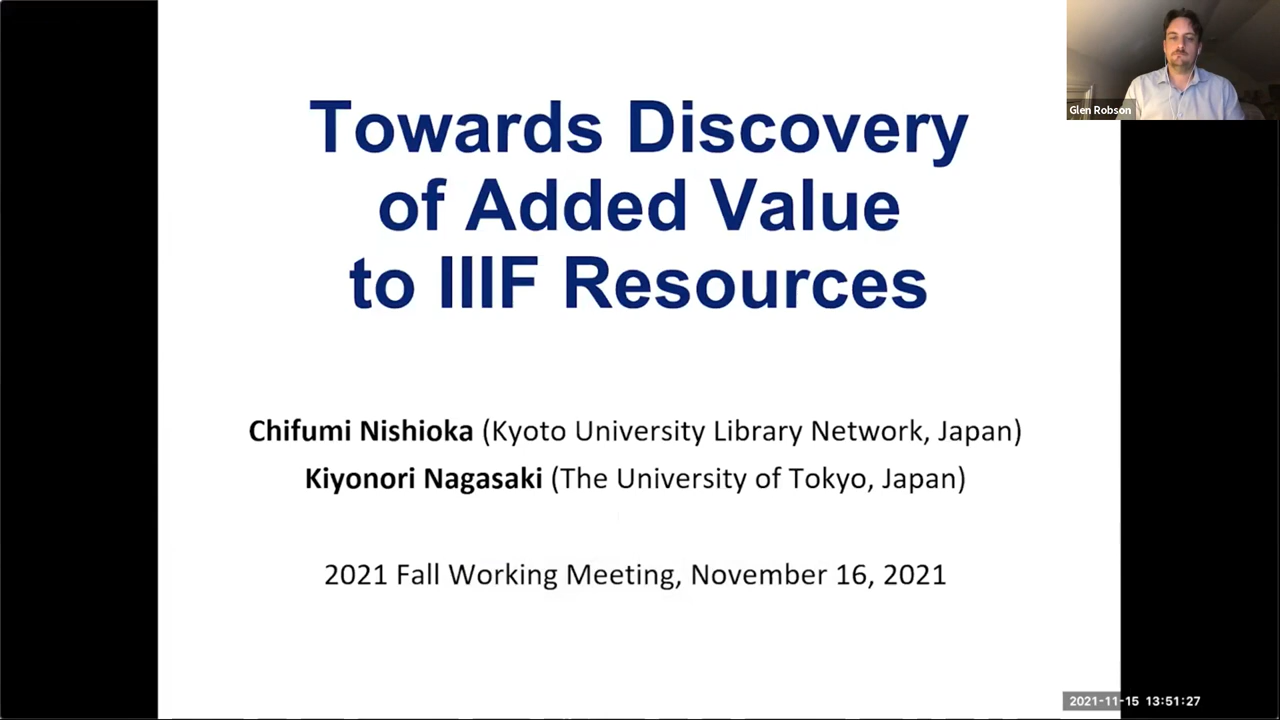 Towards Discovery
of Added Value
to IIIF Resources
Glen Robson
Chifumi Nishioka (Kyoto University Library Network, Japan)
Kiyonori Nagasaki (The University of Tokyo, Japan)
2021 Fall Working Meeting, November 16, 2021
2021-11-15 13:51:27